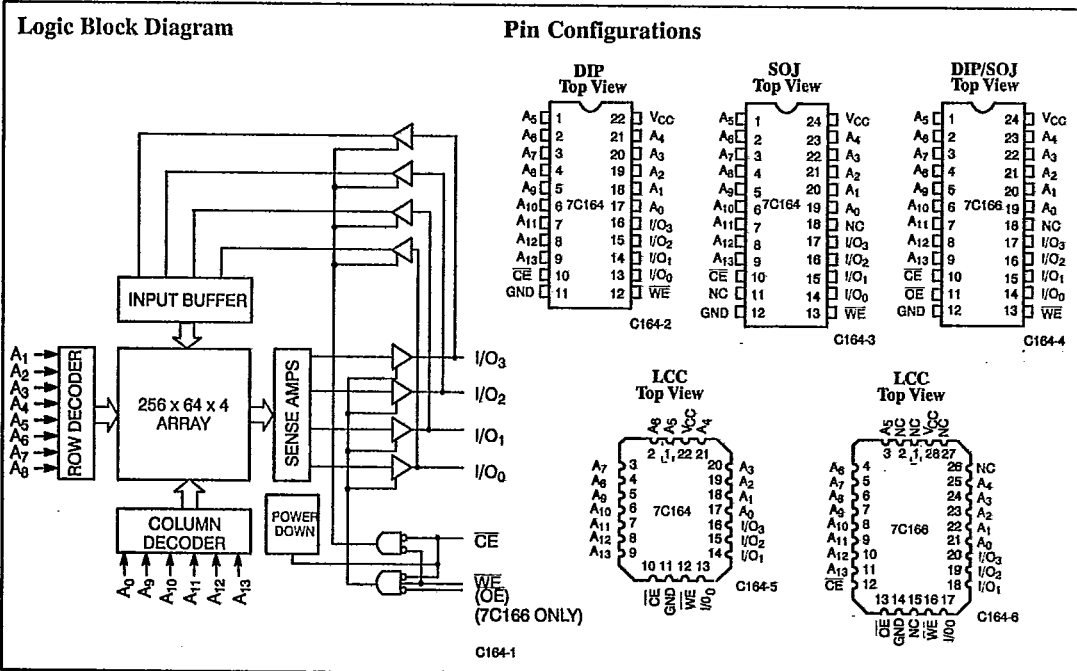 Logic Block Diagram
INPUT BUFFER
A1
A2
A3
A4
A5
A6
A7
A8
ROW DECODER
256 x 64 x 4
ARRAY
SENSE AMPS
I/O3
I/O2
I/O1
I/O0
COLUMN
DECODER
POWER
DOWN
A0 A9 A10 A11 A12 A13
CE
WE
(OE)
(7C166 ONLY)
C164-1
Pin Configurations
DIP
Top View
A5 1 22 VCC
A6 2 21 A4
A7 3 20 A3
A8 4 19 A2
A9 5 18 A1
A10 6 7C164 17 A0
A11 7 16 I/O3
A12 8 15 I/O2
A13 9 14 I/O1
CE 10 13 I/O0
GND 11 12 WE
C164-2
SOJ
Top View
A5 1 24 VCC
A6 2 23 A4
A7 3 22 A3
A8 4 21 A2
A9 5 20 A1
A10 6 7C164 19 A0
A11 7 18 NC
A12 8 17 I/O3
A13 9 16 I/O2
CE 10 15 I/O1
NC 11 14 I/O0
GND 12 13 WE
C164-3
DIP/SOJ
Top View
A5 1 24 VCC
A6 2 23 A4
A7 3 22 A3
A8 4 21 A2
A9 5 20 A1
A10 6 7C166 19 A0
A11 7 18 NC
A12 8 17 I/O3
A13 9 16 I/O2
CE 10 15 I/O1
OE 11 14 I/O0
GND 12 13 WE
C164-4
LCC
Top View
A6 A5 VCC A4
2 1 22 21
A7 3 20 A3
A8 4 19 A2
A9 5 18 A1
A10 6 17 A0
7C164
A11 7 16 I/O3
A12 8 15 I/O2
A13 9 14 I/O1
10 11 12 13
CE GND WE I/O0
C164-5
LCC
Top View
A5 NC NC VCC NC
3 2 1 28 27
A6 4 26 NC
A7 5 25 A4
A8 6 24 A3
A9 7 23 A2
A10 8 22 A1
7C166
A11 9 21 A0
A12 10 20 I/O3
A13 11 19 I/O2
CE 12 18 I/O1
13 14 15 16 17
OE GND NC WE I/O0
C164-6